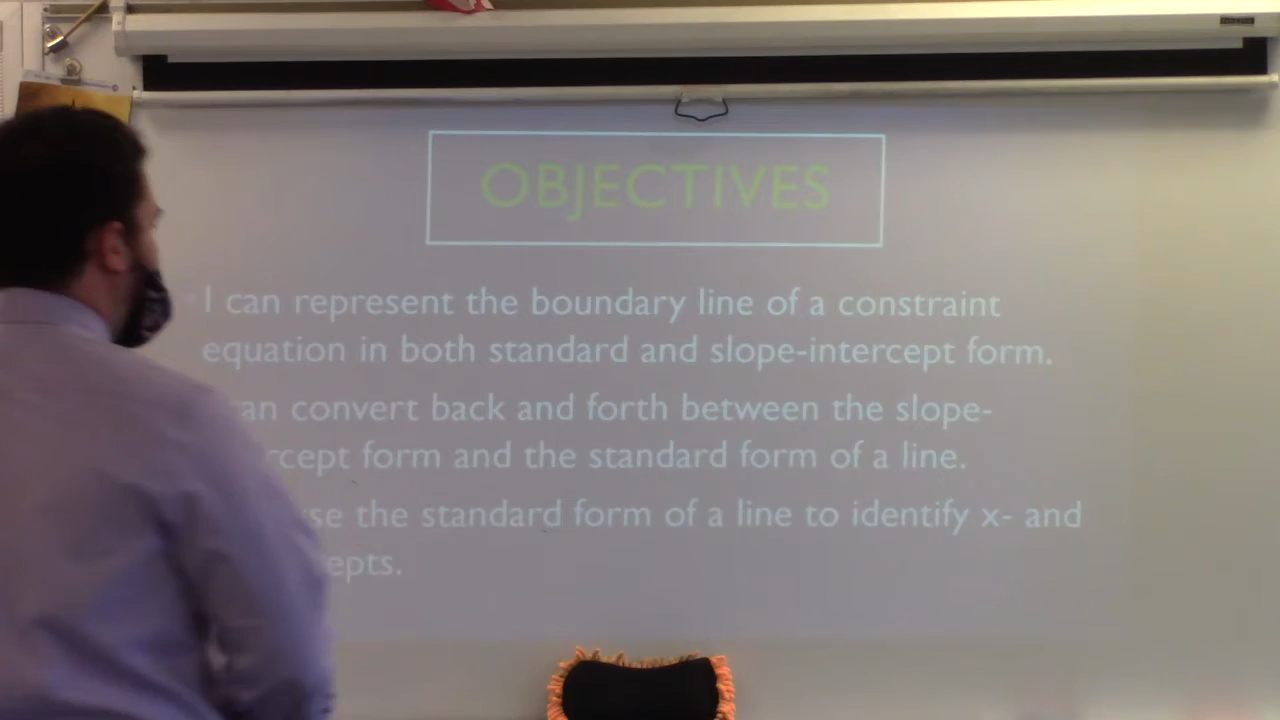 OBJECTIVES
I can represent the boundary line of a constraint
equation in both standard and slope-intercept form.
an convert back and forth between the slope-
rcept form and the standard form of a line.
se the standard form of a line to identify x- and
epts.